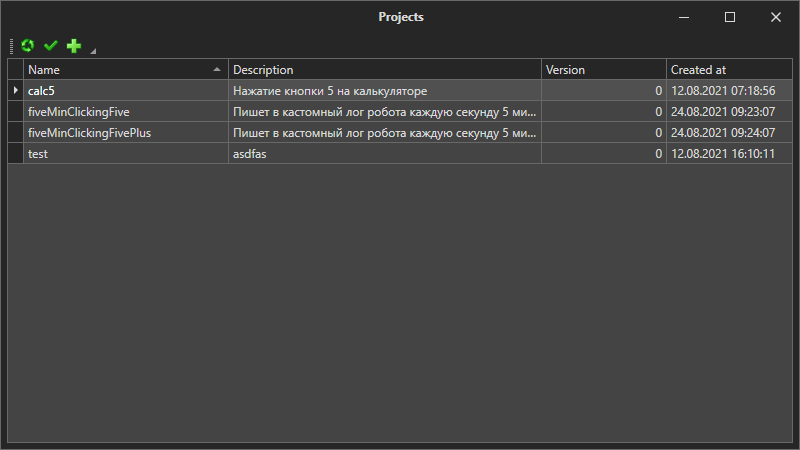 Projects
Name Description Version Created at
calc5 Нажатие кнопки 5 на калькуляторе 0 12.08.2021 07:18:56
fiveMinClickingFive Пишет в кастомный лог робота каждую секунду 5 ми... 0 24.08.2021 09:23:07
fiveMinClickingFivePlus Пишет в кастомный лог робота каждую секунду 5 ми... 0 24.08.2021 09:24:07
test asdfas 0 12.08.2021 16:10:11